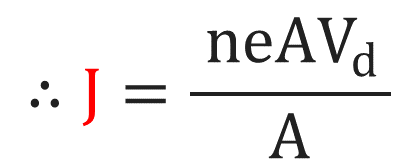 ∴ J = neAV_d / A